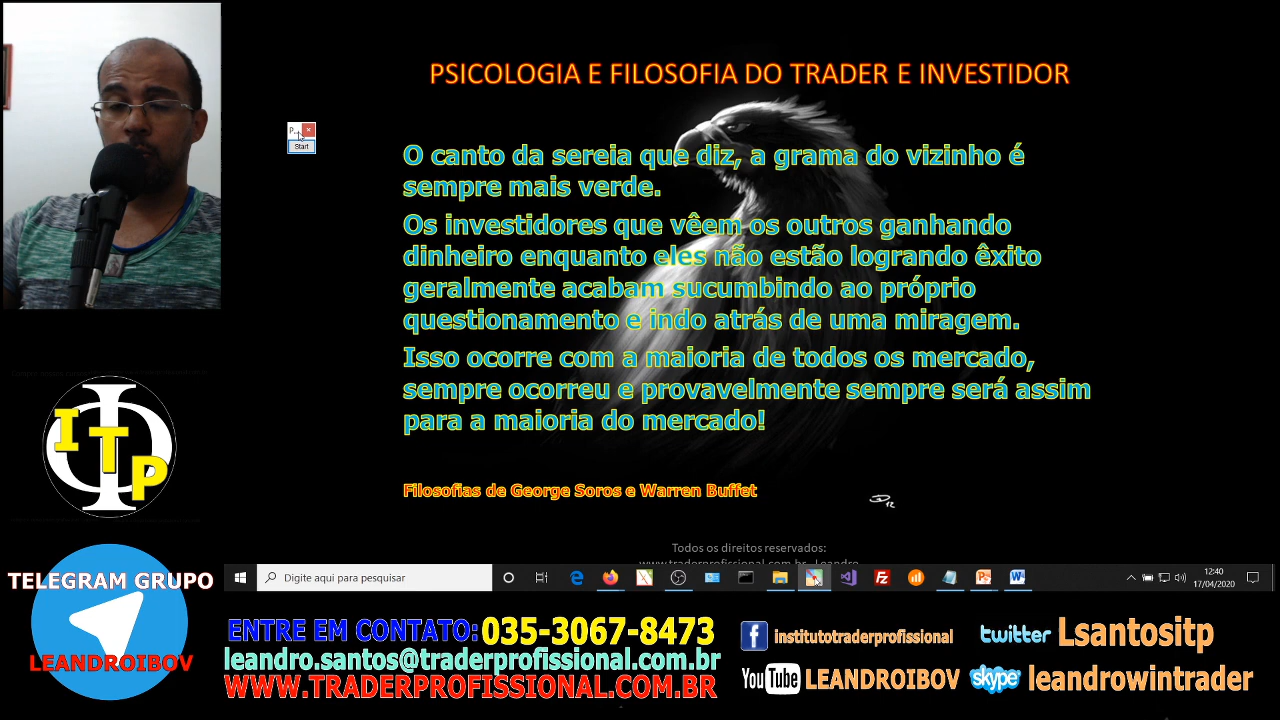 PSICOLOGIA E FILOSOFIA DO TRADER E INVESTIDOR
P...
Start
O canto da sereia que diz, a grama do vizinho é
sempre mais verde.
Os investidores que vêem os outros ganhando
dinheiro enquanto eles não estão logrando êxito
geralmente acabam sucumbindo ao próprio
questionamento e indo atrás de uma miragem.
Isso ocorre com a maioria de todos os mercado,
sempre ocorreu e provavelmente sempre será assim
para a maioria do mercado!
Filosofias de George Soros e Warren Buffet
I
T
P
Todos os direitos reservados:
www.traderprofissional.com.br Leandro
Digite aqui para pesquisar
12:40
17/04/2020
TELEGRAM GRUPO
LEANDROIBOV
ENTRE EM CONTATO: 035-3067-8473
leandro.santos@traderprofissional.com.br
WWW.TRADERPROFISSIONAL.COM.BR
institutotraderprofissional
twitter Lsantositp
YouTube LEANDROIBOV
skype leandrowintrader